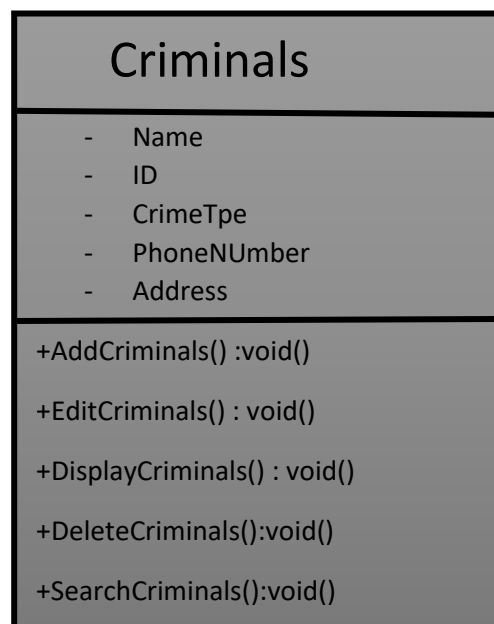 Criminals
- Name
- ID
- CrimeTpe
- PhoneNUmber
- Address
+AddCriminals() :void()
+EditCriminals() : void()
+DisplayCriminals() : void()
+DeleteCriminals():void()
+SearchCriminals():void()